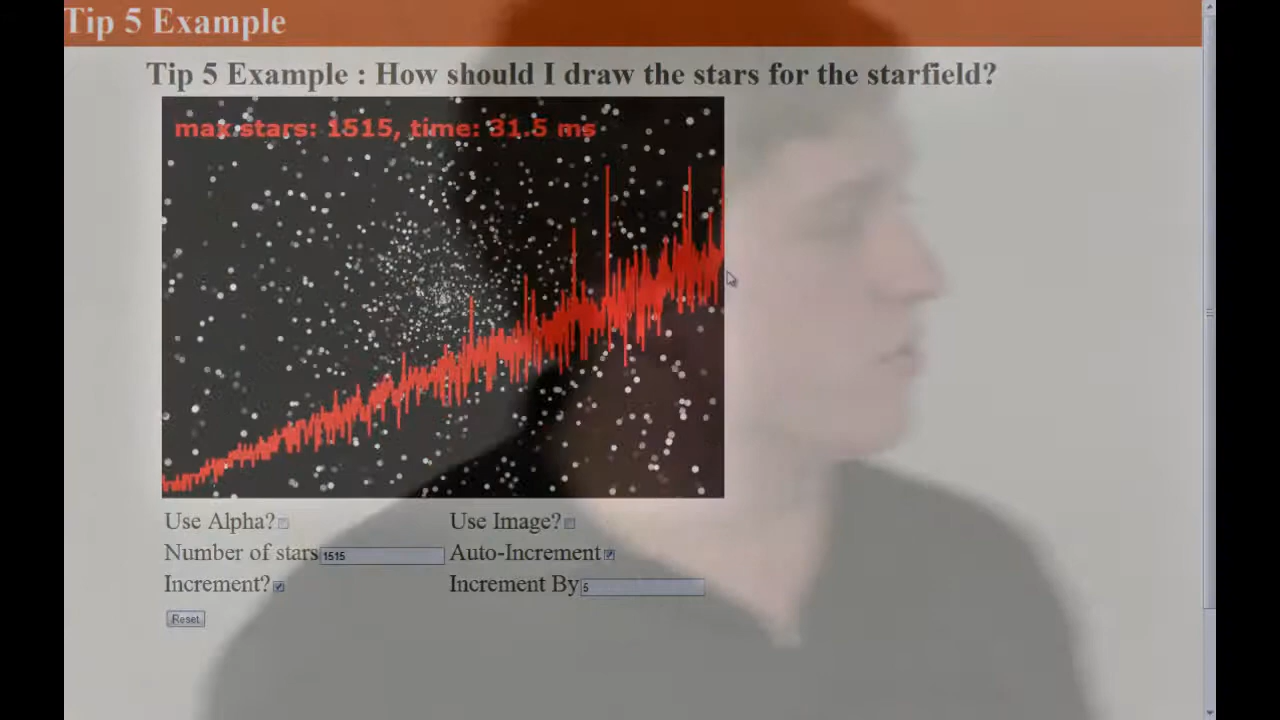 Tip 5 Example
Tip 5 Example : How should I draw the stars for the starfield?
max stars: 1515, time: 31.5 ms
Use Alpha? Use Image?
Number of stars 1515 Auto-Increment
Increment? Increment By 5
Reset